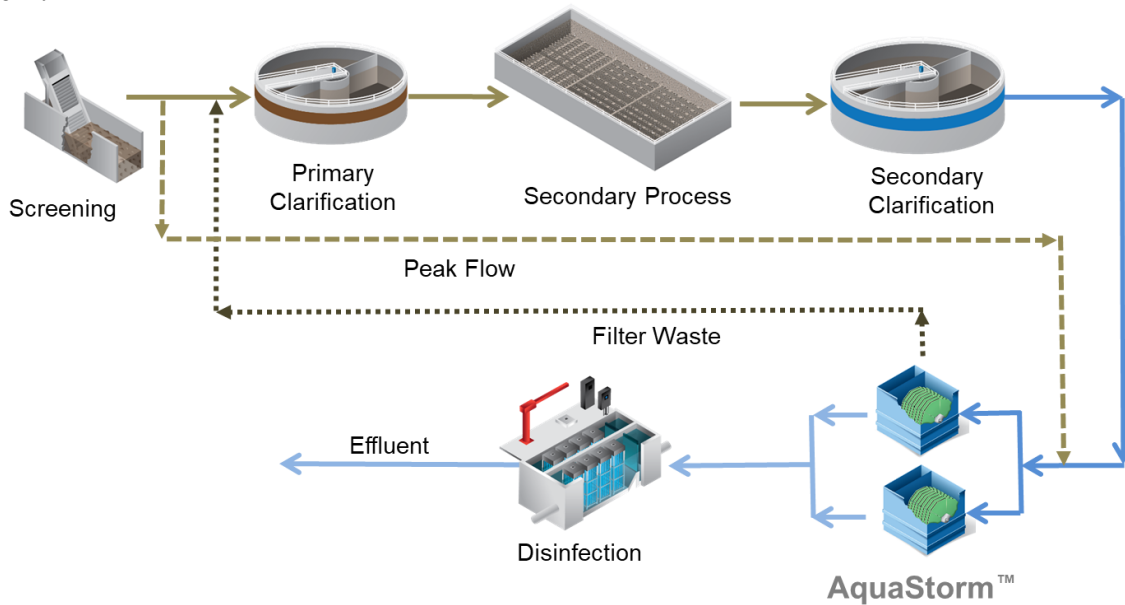 Screening
Primary
Clarification
Secondary Process
Secondary
Clarification
Peak Flow
Filter Waste
Effluent
Disinfection
AquaStorm™